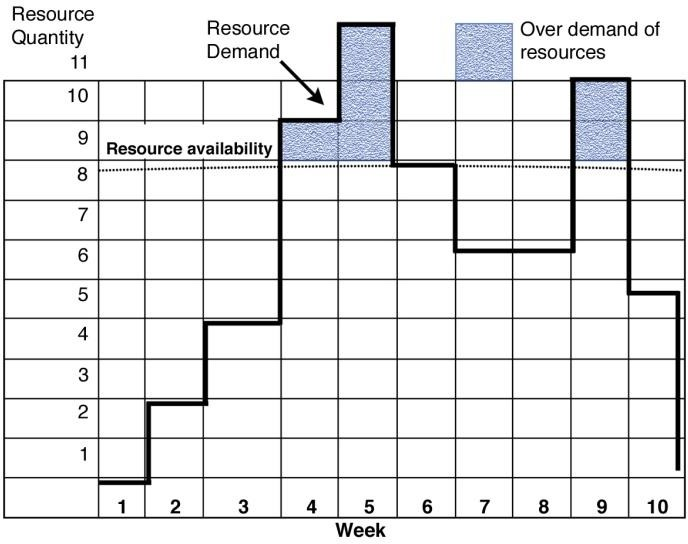 Resource
Quantity
Resource
Demand
Over demand of
resources
11
10
9
Resource availability
8
7
6
5
4
3
2
1
1 2 3 4 5 6 7 8 9 10
Week